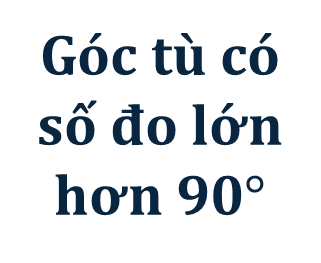 Góc tù có
số đo lớn
hơn 90°